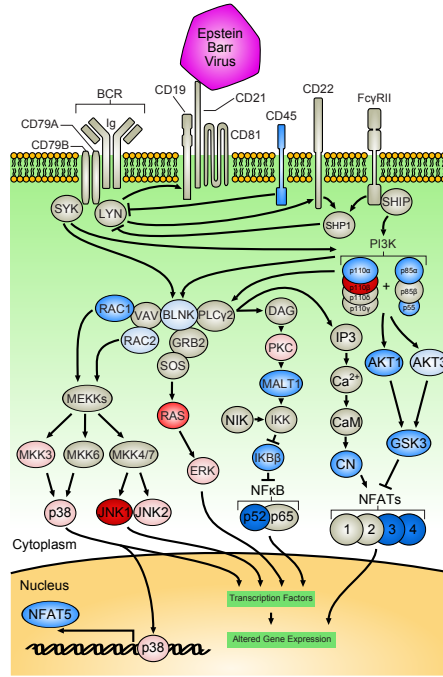 Epstein
Barr
Virus
CD19
CD21
BCR
Ig
CD79A
CD79B
CD81
CD45
CD22
FcγRII
SYK
LYN
SHP1
SHIP
PI3K
p110α
p110δ
p110γ
+
p85α
p85β
p55
RAC1
VAV
BLNK
PLCγ2
RAC2
GRB2
SOS
DAG
PKC
MALT1
NIK
IKK
IKBβ
NFκB
p52
p65
IP3
Ca2+
CaM
CN
AKT1
AKT3
GSK3
NFATs
1
2
3
4
MEKKs
RAS
MKK3
MKK6
MKK4/7
ERK
p38
JNK1
JNK2
Cytoplasm
Nucleus
NFAT5
p38
Transcription Factors
Altered Gene Expression